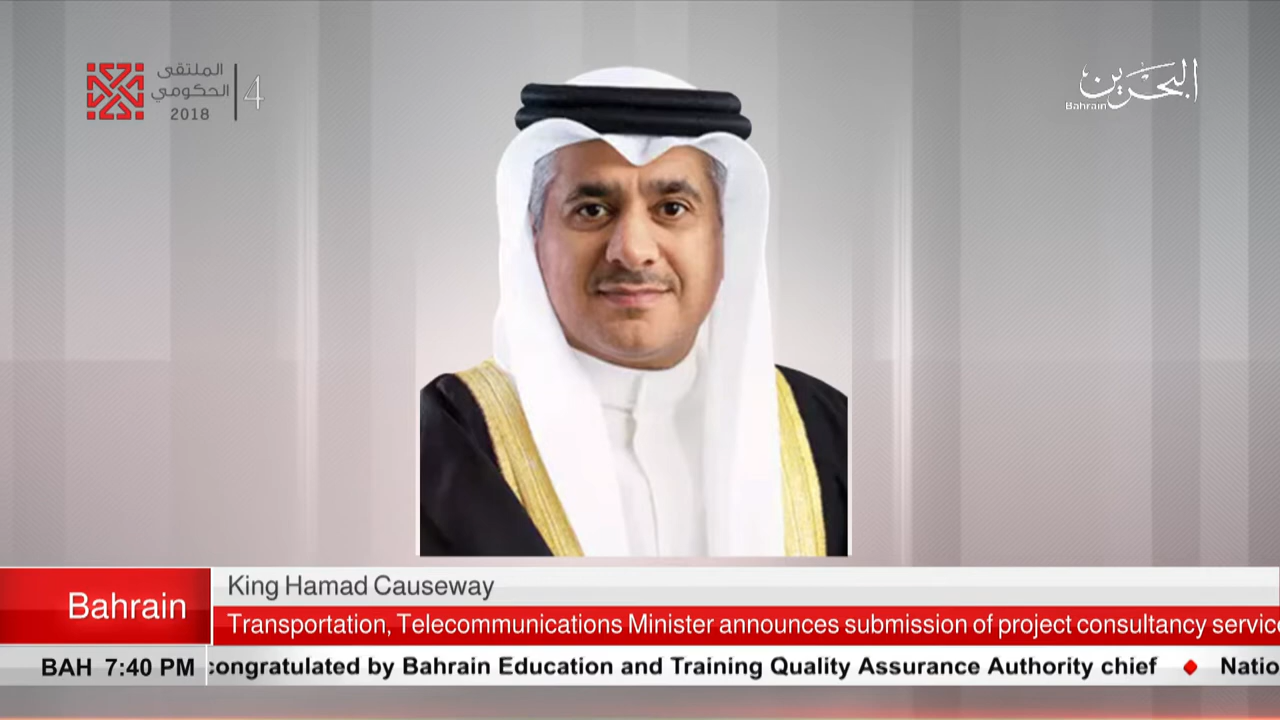 الملتقى
الحكومي
2018
4
البحرين
Bahrain
Bahrain
King Hamad Causeway
Transportation, Telecommunications Minister announces submission of project consultancy servic
BAH 7:40 PM
congratulated by Bahrain Education and Training Quality Assurance Authority chief
Natio